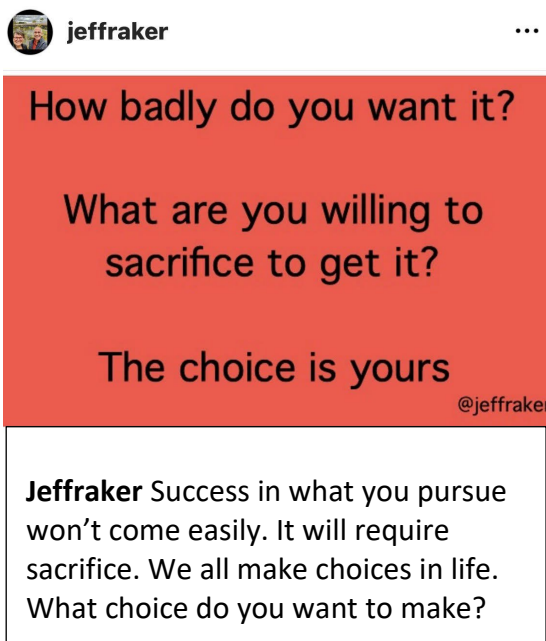 jeffraker
How badly do you want it?
What are you willing to
sacrifice to get it?
The choice is yours
@jeffraker
Jeffraker Success in what you pursue
won’t come easily. It will require
sacrifice. We all make choices in life.
What choice do you want to make?